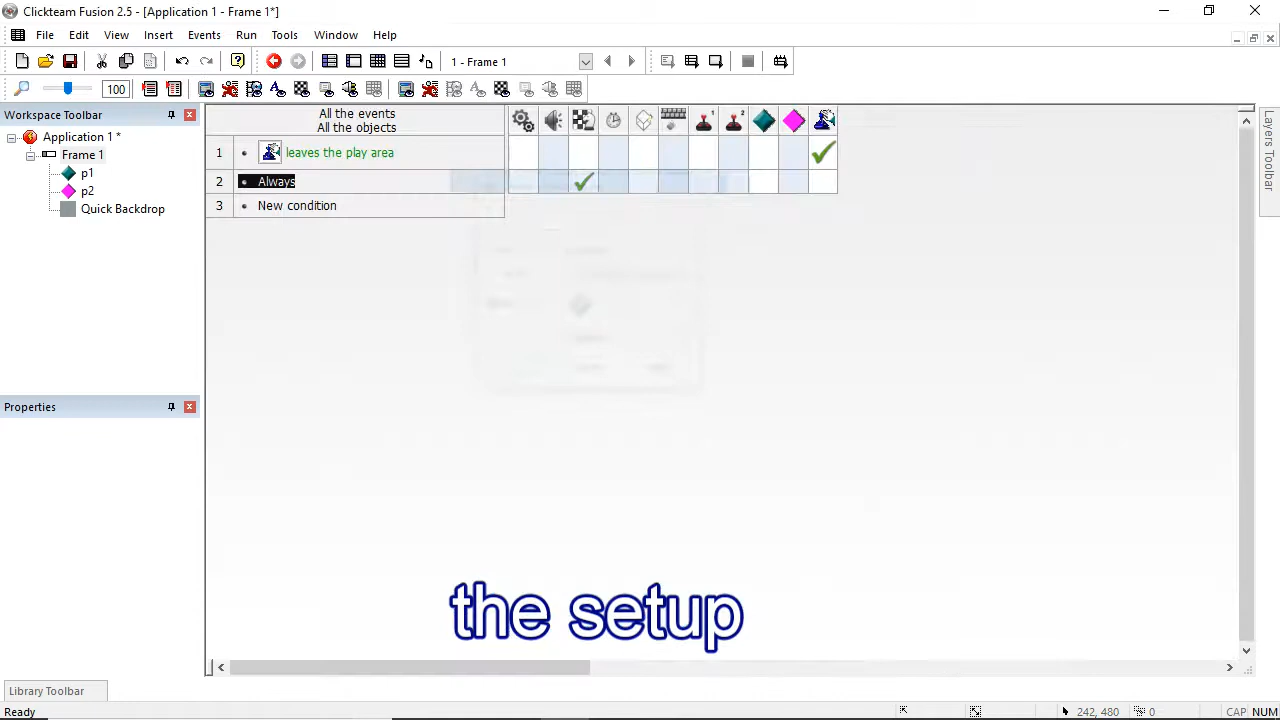 Clickteam Fusion 2.5 - [Application 1 - Frame 1*]
File Edit View Insert Events Run Tools Window Help
1 - Frame 1
100
Workspace Toolbar
Application 1 *
Frame 1
p1
p2
Quick Backdrop
Properties
All the events
All the objects
1 leaves the play area
2 Always
3 New condition
Layers Toolbar
the setup
Library Toolbar
Ready
242, 480
0
CAP
NUM